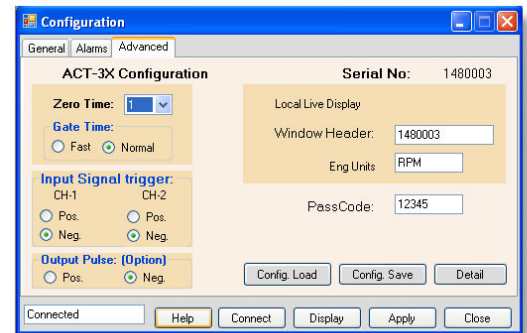 Configuration
General Alarms Advanced
ACT-3X Configuration
Serial No: 1480003
Zero Time: 1
Gate Time:
Fast Normal
Local Live Display
Window Header: 1480003
Eng Units RPM
Input Signal trigger:
CH-1 CH-2
Pos. Pos.
Neg. Neg.
PassCode: 12345
Output Pulse: (Option)
Pos. Neg.
Config. Load Config. Save Detail
Connected Help Connect Display Apply Close